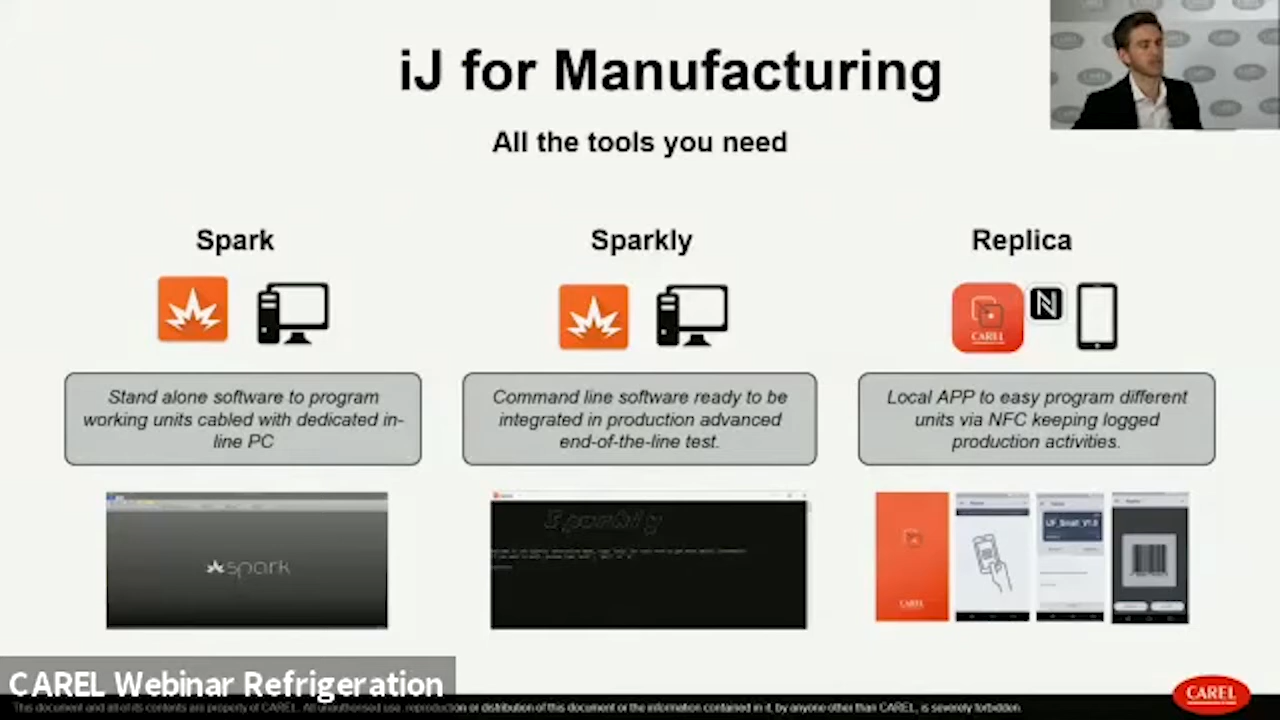 iJ for Manufacturing
All the tools you need
Spark
Sparkly
Replica
CAREL
Stand alone software to program
working units cabled with dedicated in-
line PC
Command line software ready to be
integrated in production advanced
end-of-the-line test.
Local APP to easy program different
units via NFC keeping logged
production activities.
spark
Sparkly
CAREL
CAREL Webinar Refrigeration
CAREL
This document and all of its contents are property of CAREL. All unauthorised use, reproduction or distribution of this document or the information contained in it, by anyone other than CAREL, is severely forbidden.